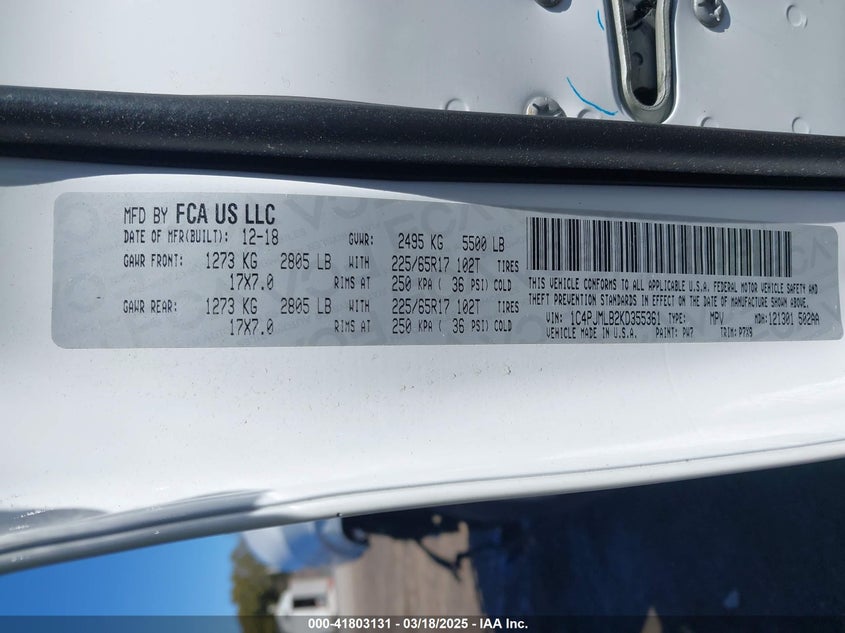 MFD BY FCA US LLC
DATE OF MFR(BUILT): 12-18 GVWR: 2495 KG 5500 LB
GAWR FRONT: 1273 KG 2805 LB WITH 225/65R17 102T TIRES
17X7.0 RIMS AT 250 KPA ( 36 PSI) COLD
GAWR REAR: 1273 KG 2805 LB WITH 225/65R17 102T TIRES
17X7.0 RIMS AT 250 KPA ( 36 PSI) COLD
THIS VEHICLE CONFORMS TO ALL APPLICABLE U.S.A. FEDERAL MOTOR VEHICLE SAFETY AND
THEFT PREVENTION STANDARDS IN EFFECT ON THE DATE OF MANUFACTURE SHOWN ABOVE.
VIN: 1C4PJMLB2KD355361 TYPE: MPV MDH: 121301 502AA
VEHICLE MADE IN U.S.A. PAINT: PW7 TRIM: P7X9
000-41803131 - 03/18/2025 - IAA Inc.